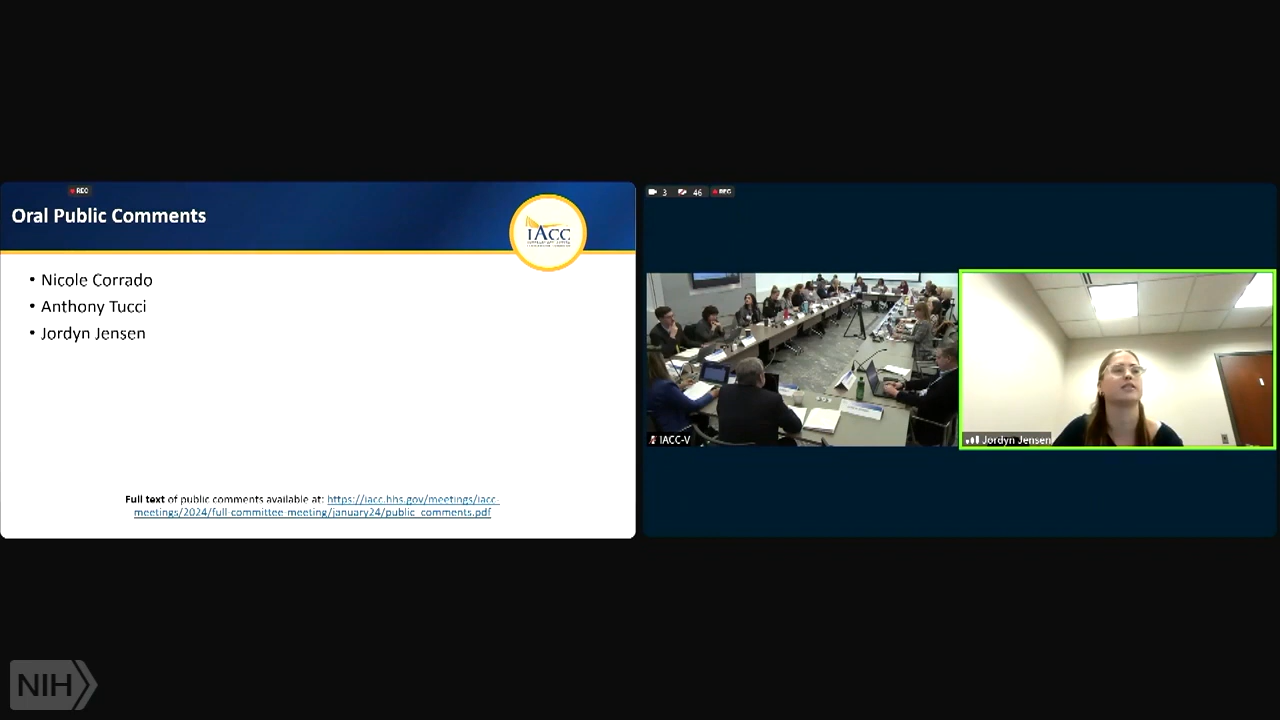 REC
Oral Public Comments
IACC
• Nicole Corrado
• Anthony Tucci
• Jordyn Jensen
Full text of public comments available at: https://iacc.hhs.gov/meetings/iacc-
meetings/2024/full-committee-meeting/january24/public_comments.pdf
3 46 REC
IACC-V
Jordyn Jensen
NIH